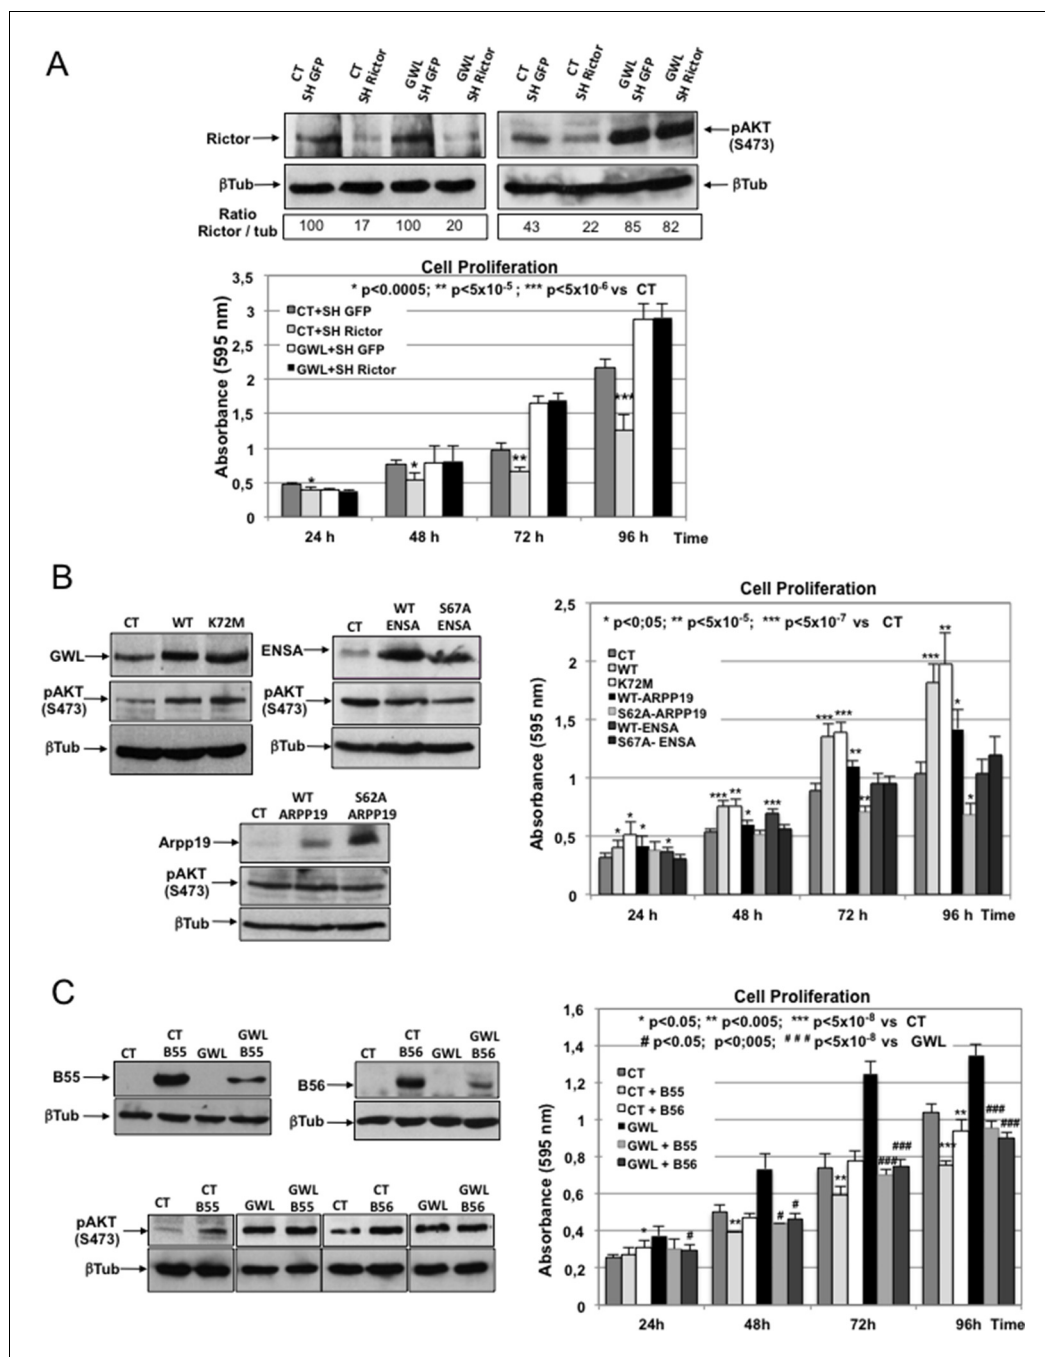 A
CT SH GFP
CT SH Rictor
GWL SH GFP
GWL SH Rictor
CT SH GFP
CT SH Rictor
GWL SH GFP
GWL SH Rictor
Rictor
pAKT (S473)
βTub
βTub
Ratio Rictor / tub
100 17 100 20
43 22 85 82
Cell Proliferation
* p<0.0005; ** p<5x10-5 ; *** p<5x10-6 vs CT
CT+SH GFP
CT+SH Rictor
GWL+SH GFP
GWL+SH Rictor
Absorbance (595 nm)
3,5
3
2,5
2
1,5
1
0,5
0
* * ** ***
24 h 48 h 72 h 96 h Time
B
CT WT K72M
GWL
pAKT (S473)
βTub
CT WT ENSA S67A ENSA
ENSA
pAKT (S473)
βTub
CT WT ARPP19 S62A ARPP19
Arpp19
pAKT (S473)
βTub
Cell Proliferation
* p<0;05; ** p<5x10-5; *** p<5x10-7 vs CT
CT
WT
K72M
WT-ARPP19
S62A-ARPP19
WT-ENSA
S67A- ENSA
Absorbance (595 nm)
2,5
2
1,5
1
0,5
0
* * * *
*** ** * ***
*** *** ** **
*** ** * *
24 h 48 h 72 h 96 h Time
C
CT CT B55 GWL GWL B55
B55
βTub
CT CT B56 GWL GWL B56
B56
βTub
CT CT B55 GWL GWL B55 CT CT B56 GWL GWL B56
pAKT (S473)
βTub
Cell Proliferation
* p<0.05; ** p<0.005; *** p<5x10-8 vs CT
# p<0.05; p<0;005; ### p<5x10-8 vs GWL
CT
CT + B55
CT + B56
GWL
GWL + B55
GWL + B56
Absorbance (595 nm)
1,6
1,4
1,2
1
0,8
0,6
0,4
0,2
0
* #
** # #
** ### ###
*** ** ### ###
24h 48h 72h 96h Time